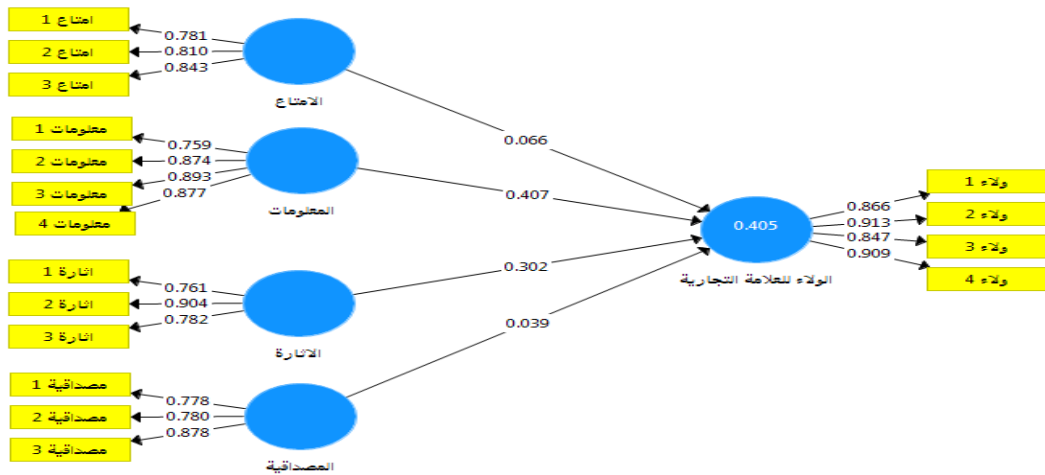 امتاع 1
0.781
امتاع 2
0.810
امتاع 3
0.843
الامتاع
0.066
معلومات 1
0.759
معلومات 2
0.874
معلومات 3
0.893
معلومات 4
0.877
المعلومات
0.407
اثارة 1
0.761
اثارة 2
0.904
اثارة 3
0.782
الاثارة
0.302
مصداقية 1
0.778
مصداقية 2
0.780
مصداقية 3
0.878
المصداقية
0.039
0.405
الولاء للعلامة التجارية
0.866
ولاء 1
0.913
ولاء 2
0.847
ولاء 3
0.909
ولاء 4